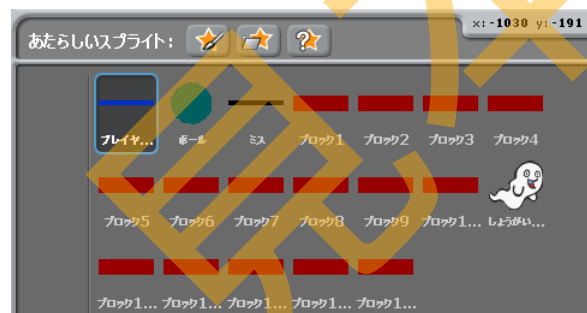 x: -1030 y: -191
あたらしいスプライト:
プレイヤ... ボール ミス ブロック1 ブロック2 ブロック3 ブロック4
ブロック5 ブロック6 ブロック7 ブロック8 ブロック9 ブロック1... しょうがい...
ブロック1... ブロック1... ブロック1... ブロック1... ブロック1...